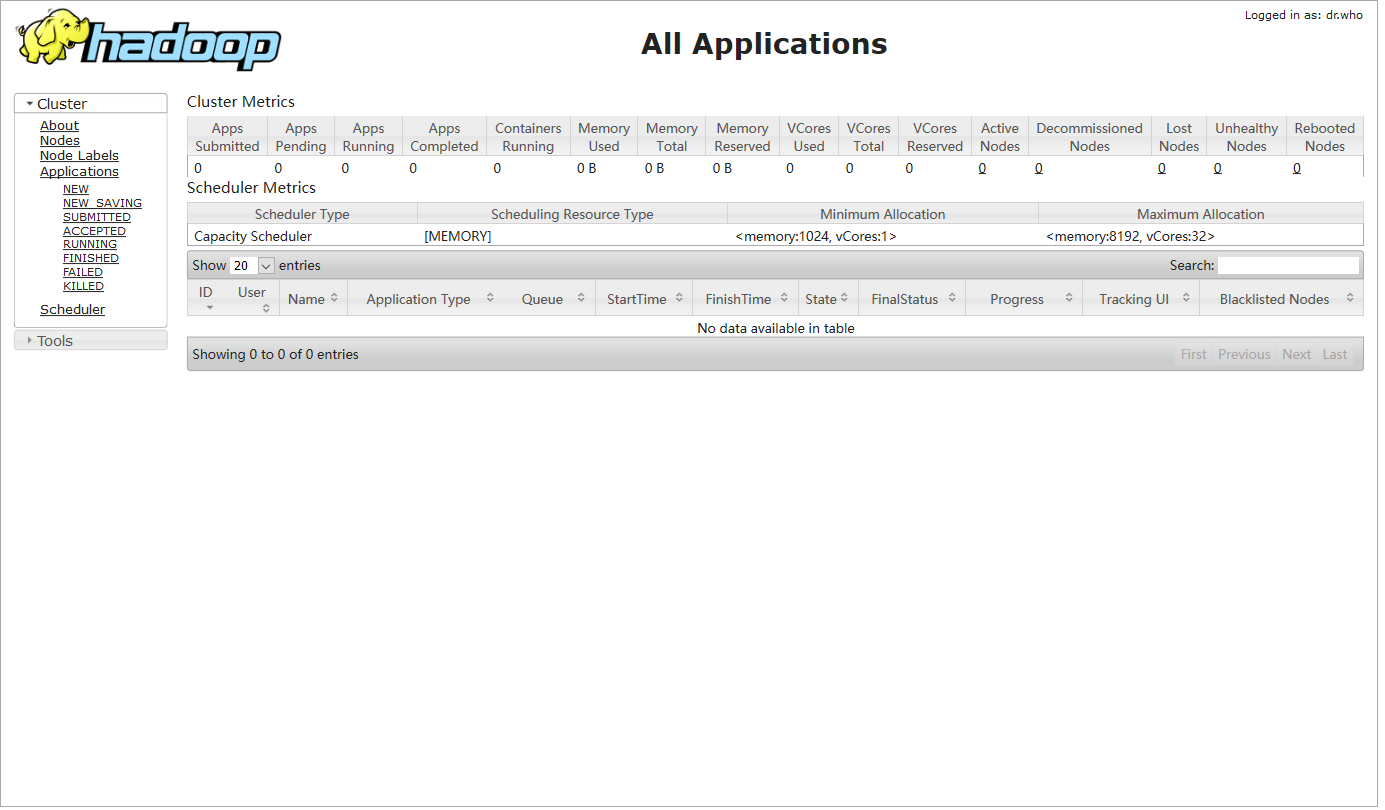 Logged in as: dr.who
hadoop
All Applications
Cluster
About
Nodes
Node Labels
Applications
NEW
NEW_SAVING
SUBMITTED
ACCEPTED
RUNNING
FINISHED
FAILED
KILLED
Scheduler
Tools
Cluster Metrics
Apps Submitted Apps Pending Apps Running Apps Completed Containers Running Memory Used Memory Total Memory Reserved VCores Used VCores Total VCores Reserved Active Nodes Decommissioned Nodes Lost Nodes Unhealthy Nodes Rebooted Nodes
0 0 0 0 0 0 B 0 B 0 B 0 0 0 0 0 0 0 0
Scheduler Metrics
Scheduler Type Scheduling Resource Type Minimum Allocation Maximum Allocation
Capacity Scheduler [MEMORY] <memory:1024, vCores:1> <memory:8192, vCores:32>
Show 20 entries Search:
ID User Name Application Type Queue StartTime FinishTime State FinalStatus Progress Tracking UI Blacklisted Nodes
No data available in table
Showing 0 to 0 of 0 entries First Previous Next Last